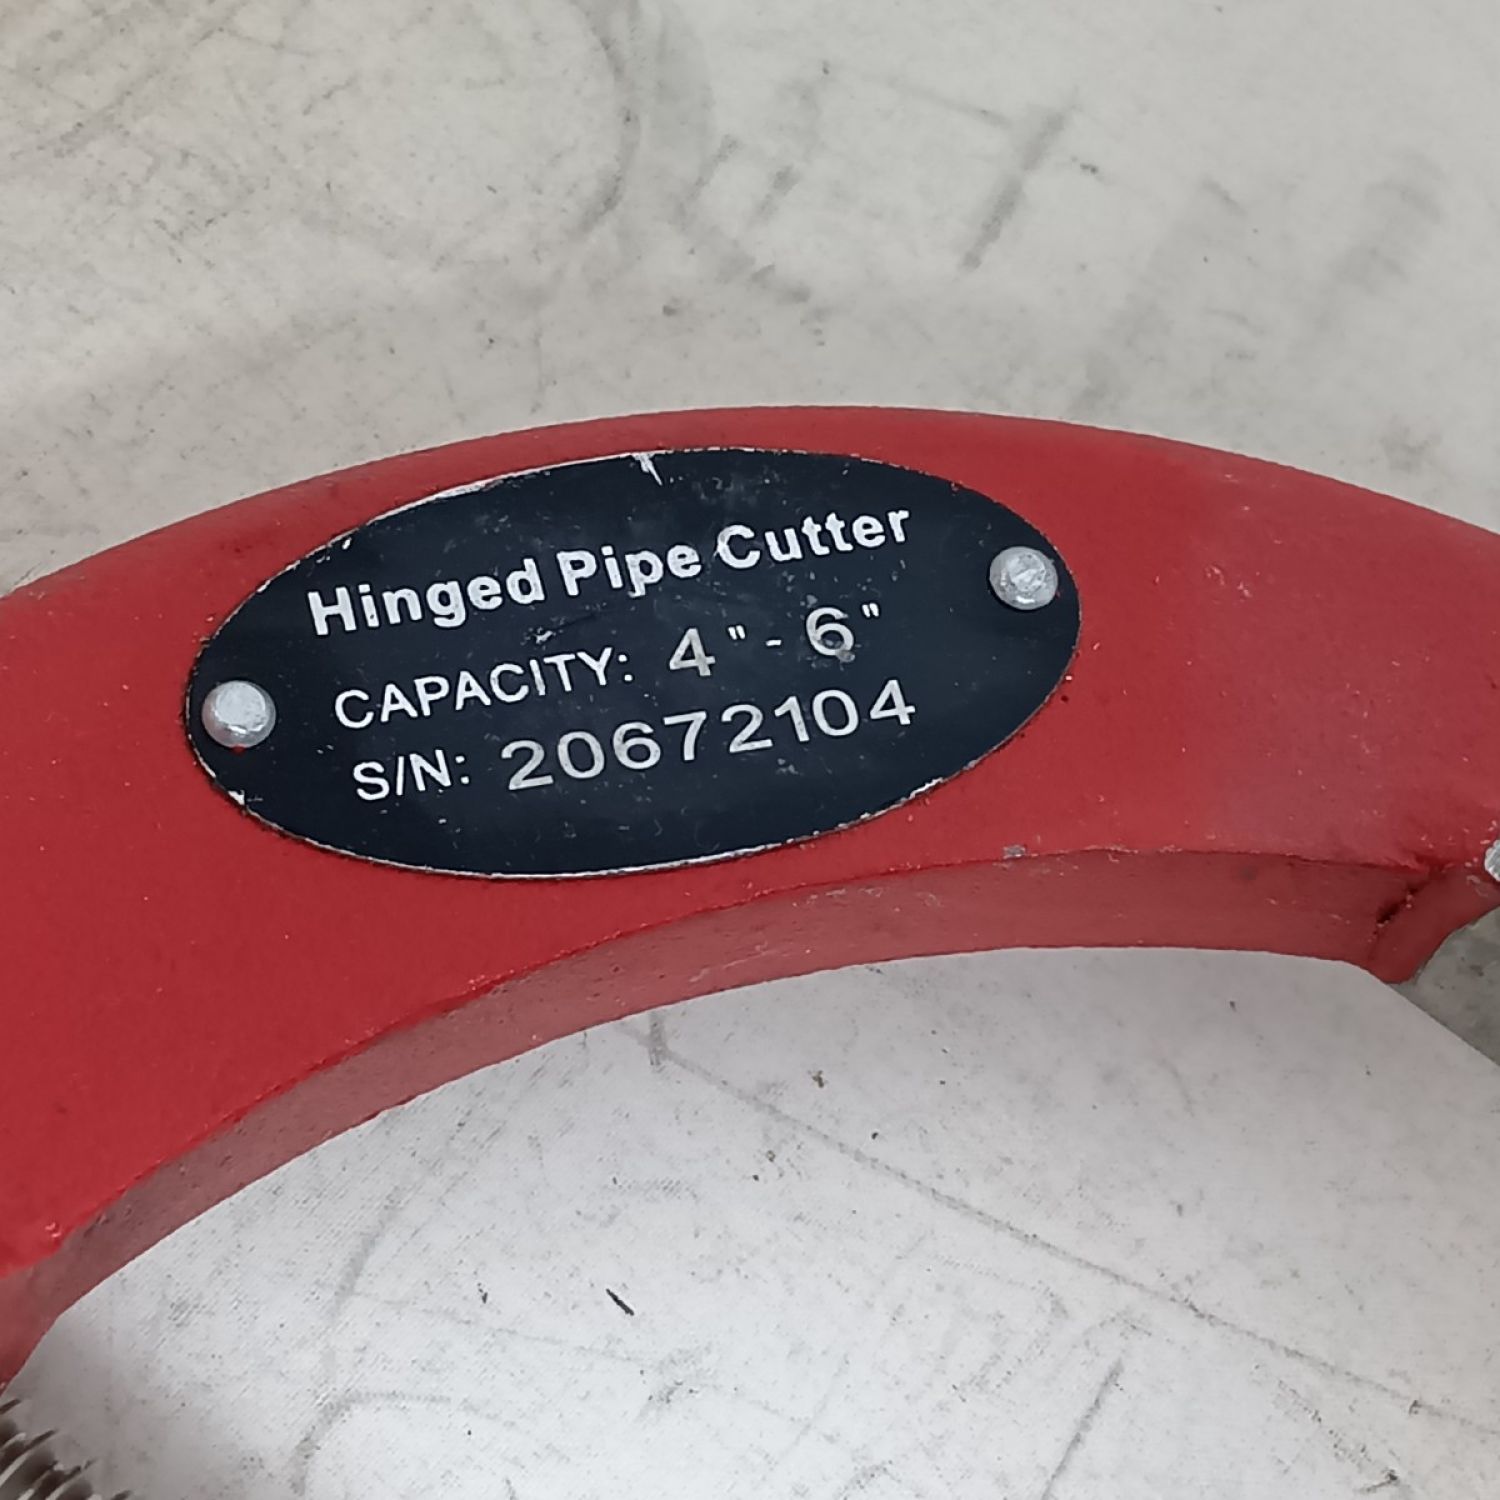 Hinged Pipe Cutter
CAPACITY: 4" - 6"
S/N: 20672104